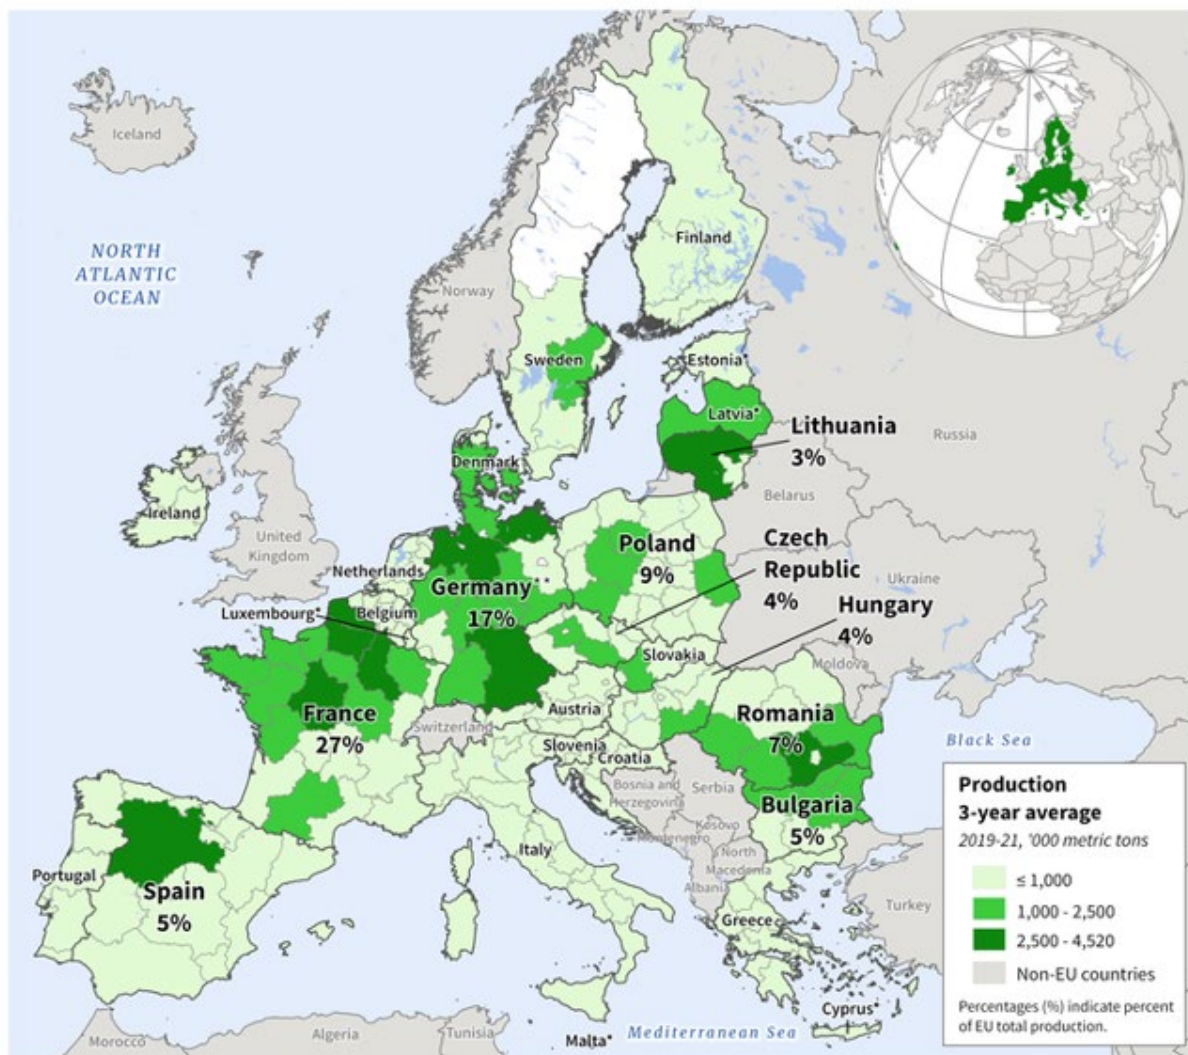 Iceland
NORTH
ATLANTIC
OCEAN
Finland
Norway
Sweden
Estonia*
Latvia*
Lithuania
3%
Russia
Denmark
Belarus
Ireland
United
Kingdom
Netherlands
Poland
9%
Czech
Republic
4%
Ukraine
Germany**
17%
Hungary
4%
Luxembourg*
Belgium
Slovakia
Moldova
France
27%
Switzerland
Austria
Romania
7%
Slovenia
Croatia
Black Sea
Bosnia and
Herzegovina
Serbia
Bulgaria
5%
Kosovo
Montenegro
North
Macedonia
Albania
Italy
Portugal
Spain
5%
Greece
Turkey
Cyprus*
Malta*
Mediterranean Sea
Morocco
Algeria
Tunisia
Production
3-year average
2019-21, '000 metric tons
≤ 1,000
1,000 - 2,500
2,500 - 4,520
Non-EU countries
Percentages (%) indicate percent
of EU total production.